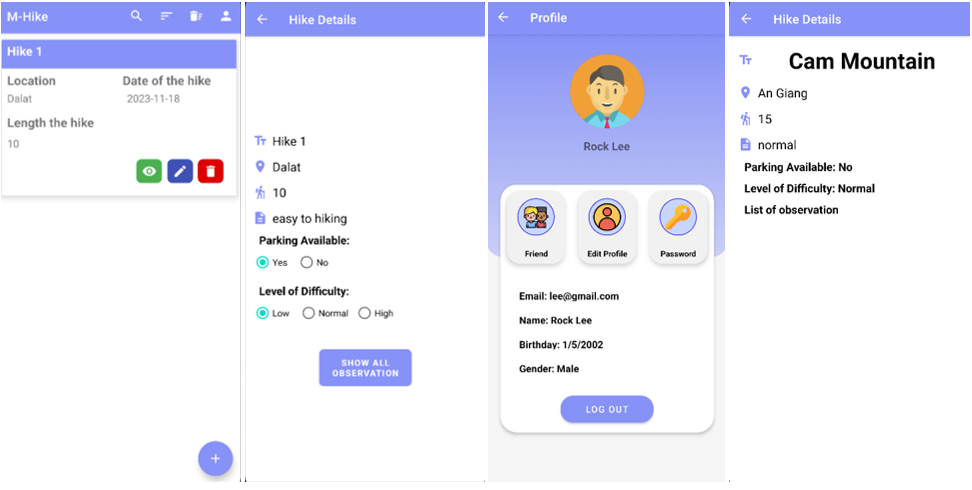 M-Hike
Hike 1
Location
Date of the hike
Dalat
2023-11-18
Length the hike
10
+
Hike Details
Tт Hike 1
Dalat
10
easy to hiking
Parking Available:
Yes No
Level of Difficulty:
Low Normal High
SHOW ALL
OBSERVATION
Profile
Rock Lee
Friend
Edit Profile
Password
Email: lee@gmail.com
Name: Rock Lee
Birthday: 1/5/2002
Gender: Male
LOG OUT
Hike Details
Tт Cam Mountain
An Giang
15
normal
Parking Available: No
Level of Difficulty: Normal
List of observation